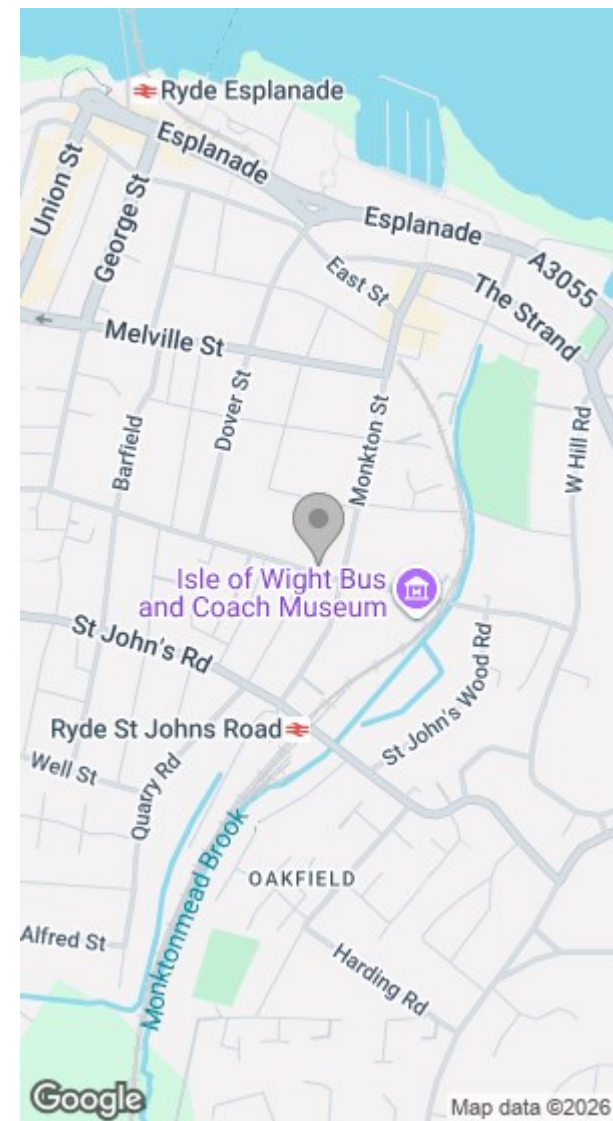 Ryde Esplanade
Esplanade
Union St
George St
Esplanade
A3055
East St
The Strand
Melville St
Dover St
Barfield
Monkton St
W Hill Rd
Isle of Wight Bus
and Coach Museum
St John's Rd
St John's Wood Rd
Ryde St Johns Road
Well St
Quarry Rd
Monktonmead Brook
OAKFIELD
Alfred St
Harding Rd
Google
Map data ©2026